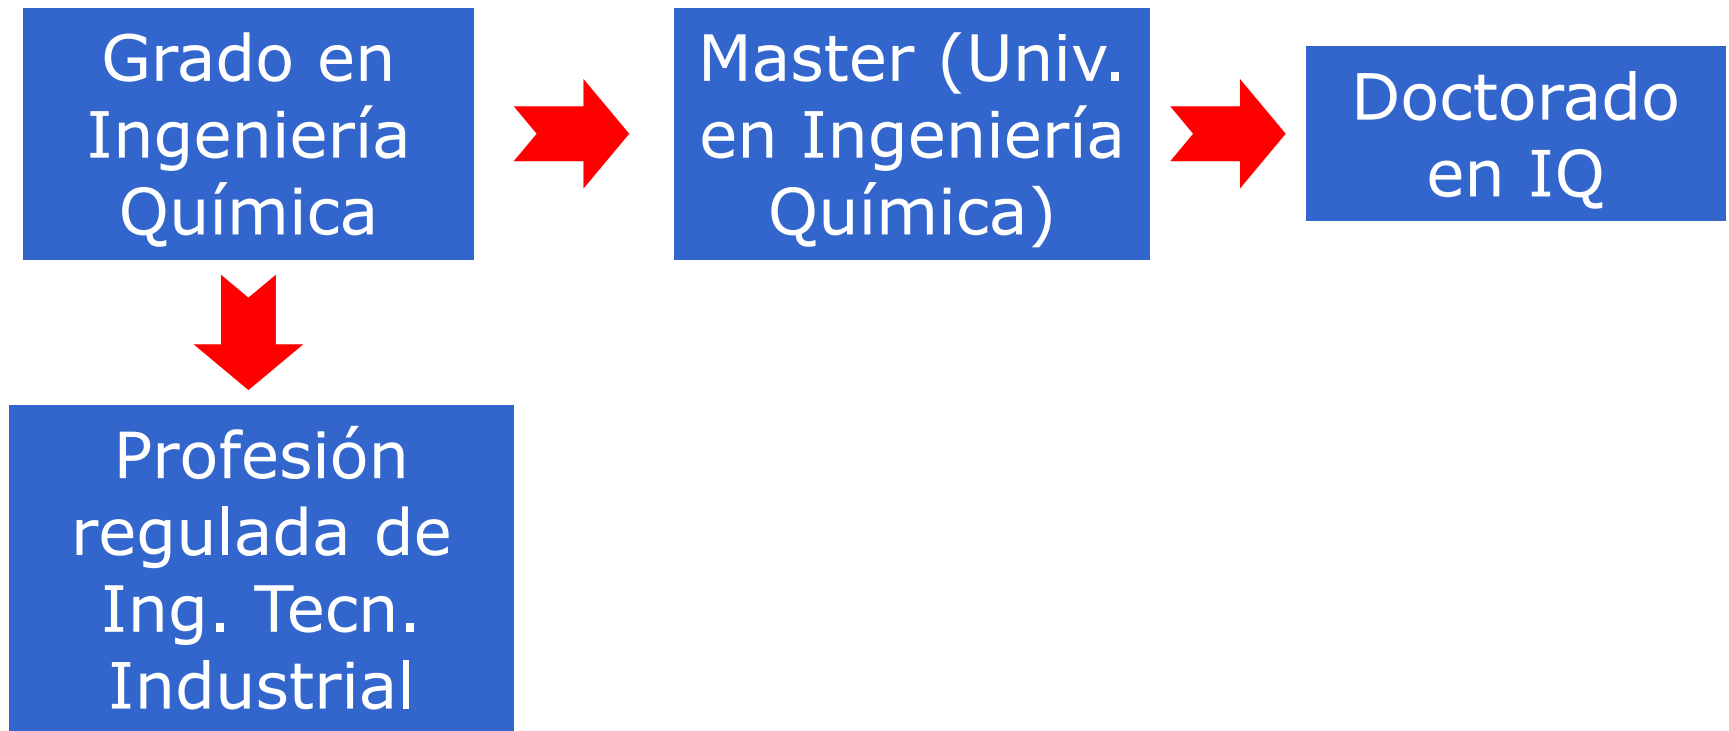 Grado en
Ingeniería
Química
Master (Univ.
en Ingeniería
Química)
Doctorado
en IQ
Profesión
regulada de
Ing. Tecn.
Industrial